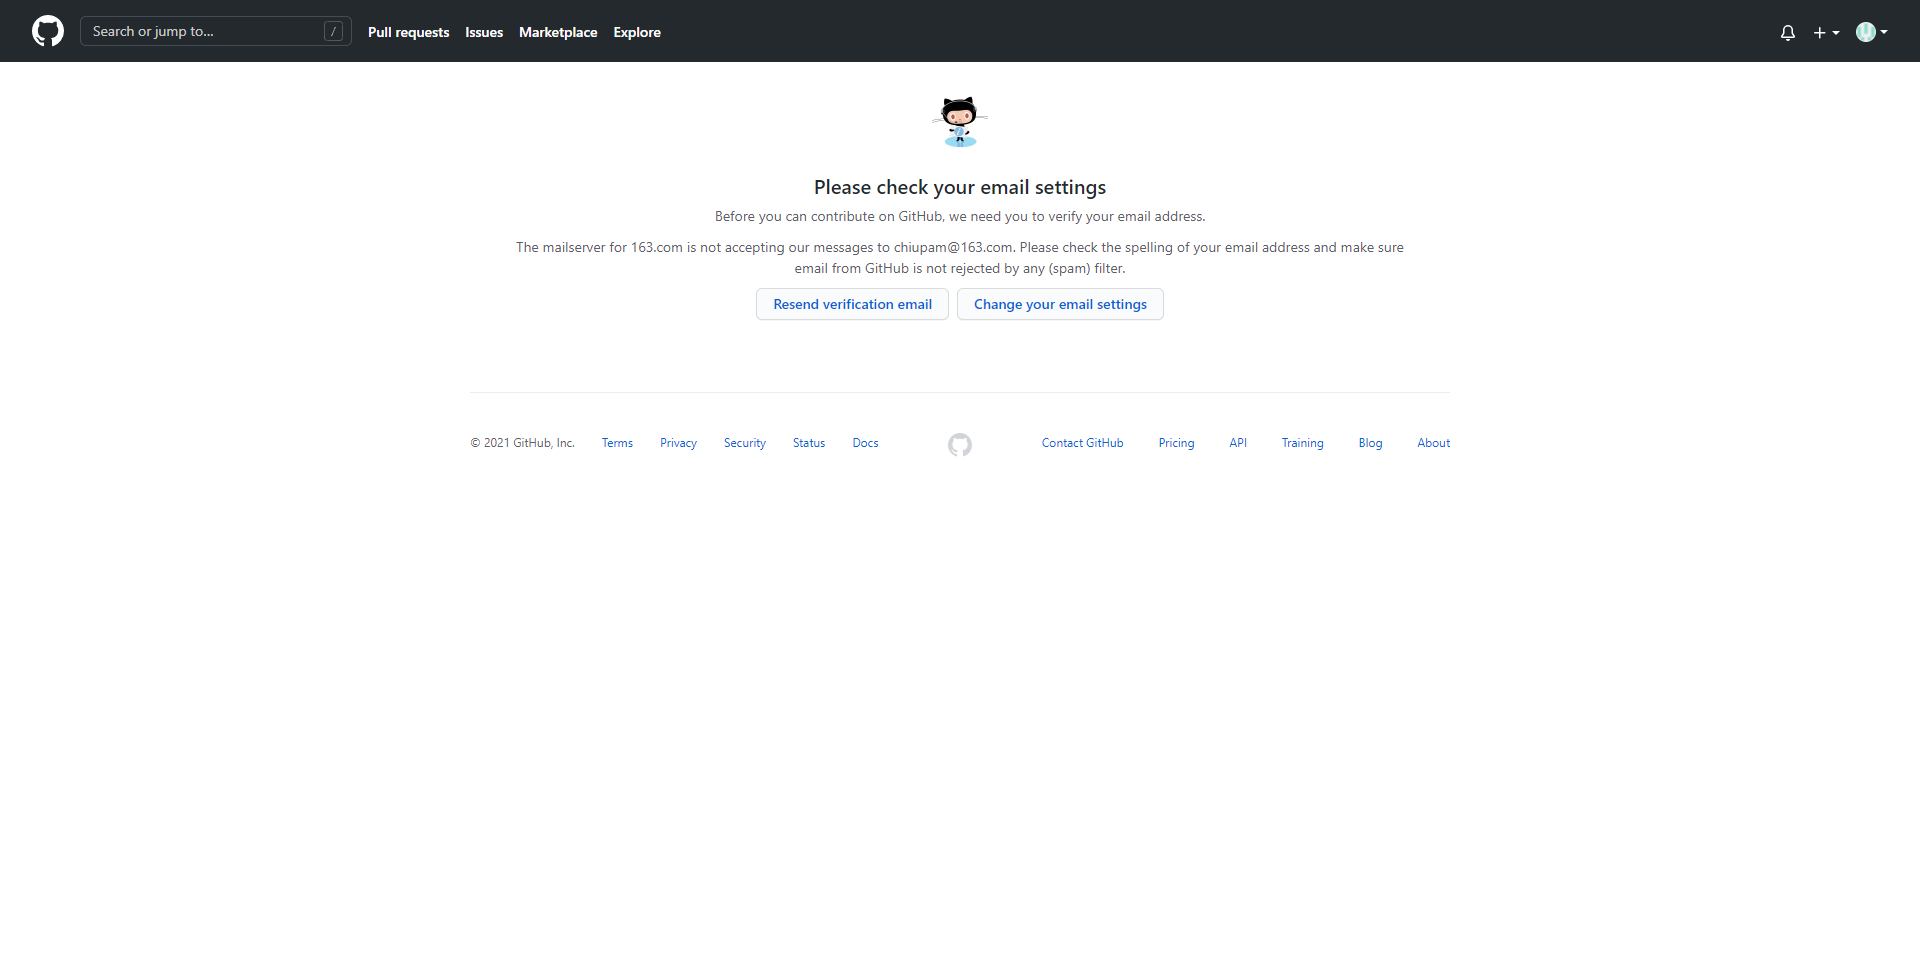 Search or jump to...
/
Pull requests
Issues
Marketplace
Explore
Please check your email settings
Before you can contribute on GitHub, we need you to verify your email address.
The mailserver for 163.com is not accepting our messages to chiupam@163.com. Please check the spelling of your email address and make sure
email from GitHub is not rejected by any (spam) filter.
Resend verification email
Change your email settings
© 2021 GitHub, Inc.
Terms
Privacy
Security
Status
Docs
Contact GitHub
Pricing
API
Training
Blog
About